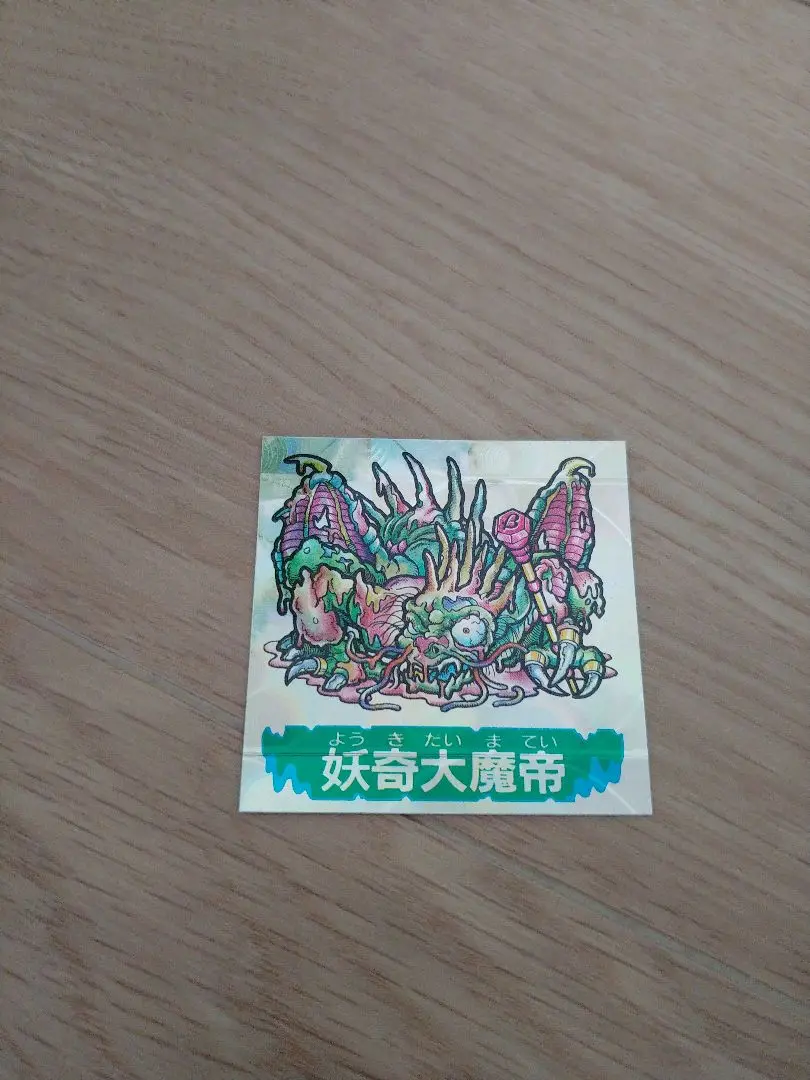 β
よう き たい ま てい
妖奇大魔帝